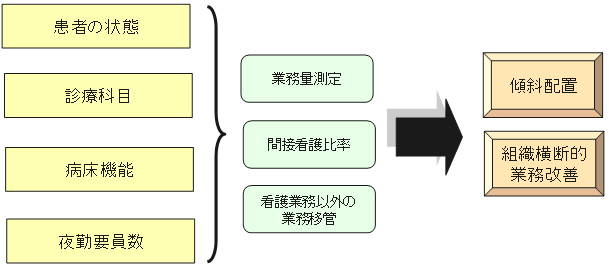 患者の状態
診療科目
病床機能
夜勤要員数
業務量測定
間接看護比率
看護業務以外の
業務移管
傾斜配置
組織横断的
業務改善